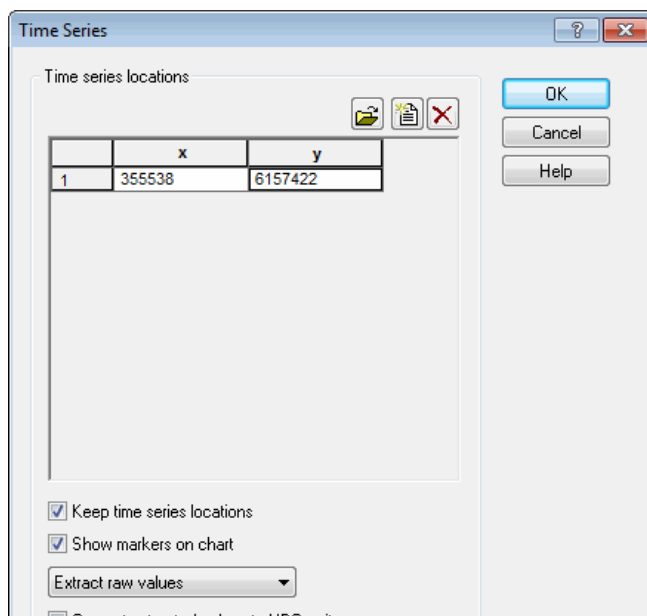 Time Series
Time series locations
OK
Cancel
Help
x y
1 355538 6157422
Keep time series locations
Show markers on chart
Extract raw values